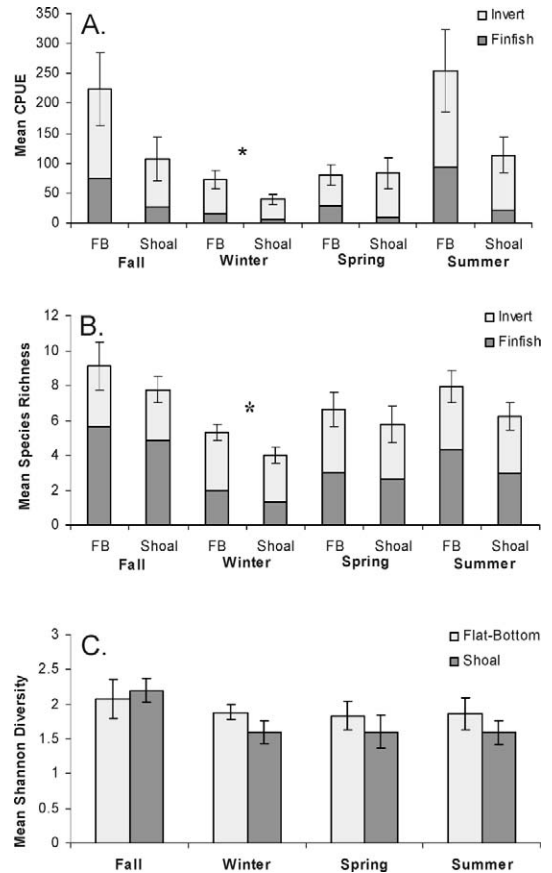 A.
Invert
Finfish
Mean CPUE
350
300
250
200
150
100
50
0
*
FB Shoal FB Shoal FB Shoal FB Shoal
Fall Winter Spring Summer
B.
Invert
Finfish
Mean Species Richness
12
10
8
6
4
2
0
*
FB Shoal FB Shoal FB Shoal FB Shoal
Fall Winter Spring Summer
C.
Flat-Bottom
Shoal
Mean Shannon Diversity
3
2.5
2
1.5
1
0.5
0
Fall Winter Spring Summer